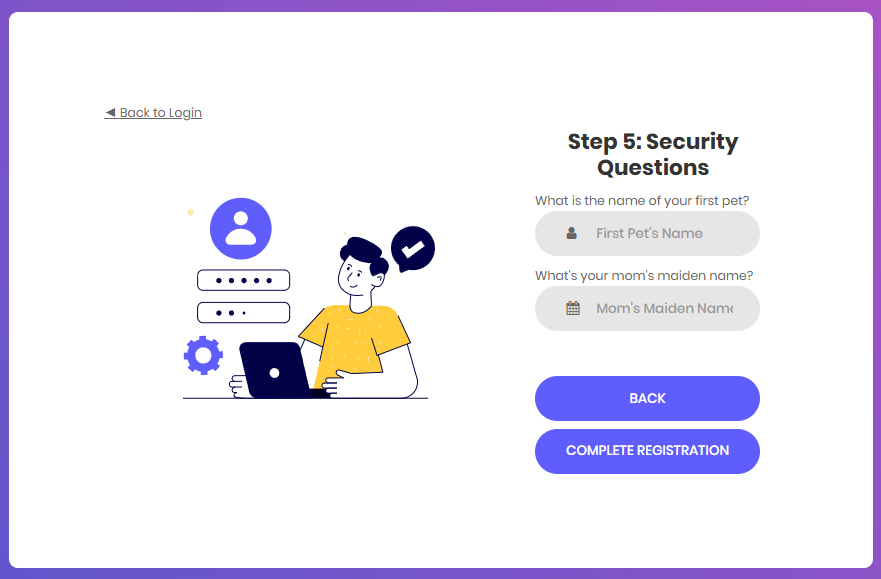 ◄ Back to Login
Step 5: Security
Questions
What is the name of your first pet?
First Pet's Name
What's your mom's maiden name?
Mom's Maiden Name
BACK
COMPLETE REGISTRATION